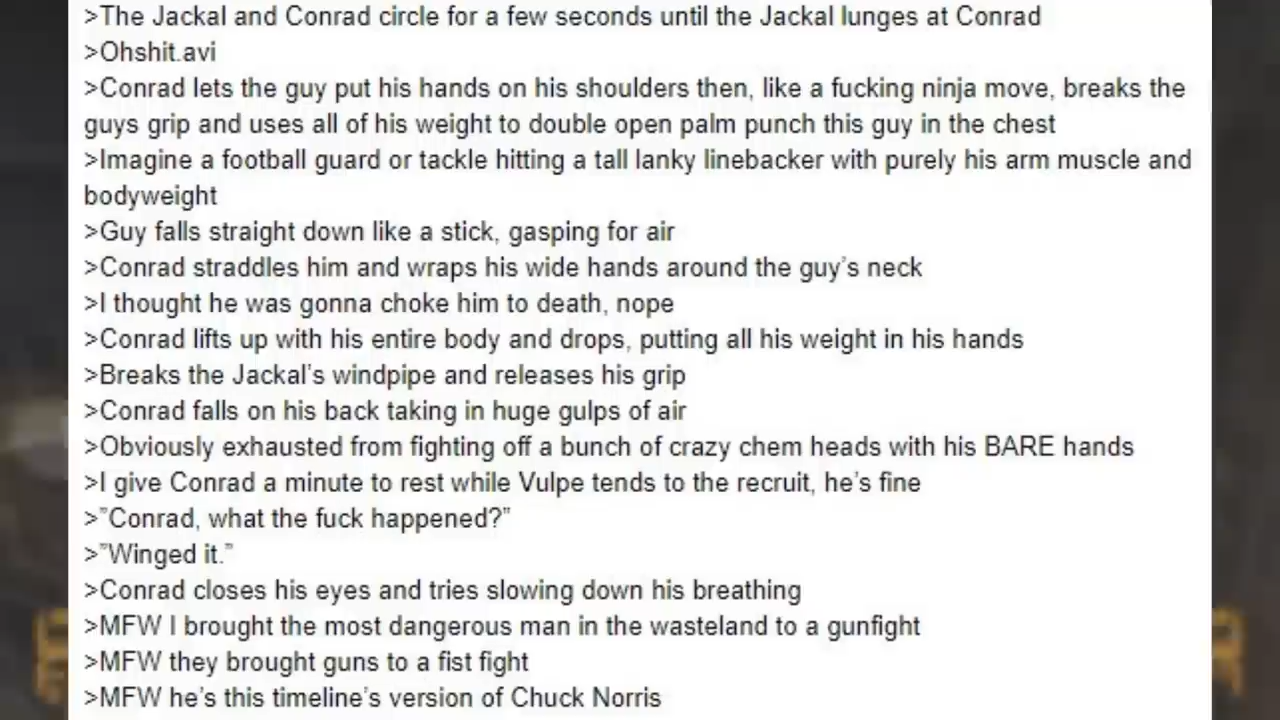 >The Jackal and Conrad circle for a few seconds until the Jackal lunges at Conrad
>Ohshit.avi
>Conrad lets the guy put his hands on his shoulders then, like a fucking ninja move, breaks the
guys grip and uses all of his weight to double open palm punch this guy in the chest
>Imagine a football guard or tackle hitting a tall lanky linebacker with purely his arm muscle and
bodyweight
>Guy falls straight down like a stick, gasping for air
>Conrad straddles him and wraps his wide hands around the guy's neck
>I thought he was gonna choke him to death, nope
>Conrad lifts up with his entire body and drops, putting all his weight in his hands
>Breaks the Jackal's windpipe and releases his grip
>Conrad falls on his back taking in huge gulps of air
>Obviously exhausted from fighting off a bunch of crazy chem heads with his BARE hands
>I give Conrad a minute to rest while Vulpe tends to the recruit, he's fine
>"Conrad, what the fuck happened?"
>"Winged it."
>Conrad closes his eyes and tries slowing down his breathing
>MFW I brought the most dangerous man in the wasteland to a gunfight
>MFW they brought guns to a fist fight
>MFW he's this timeline's version of Chuck Norris